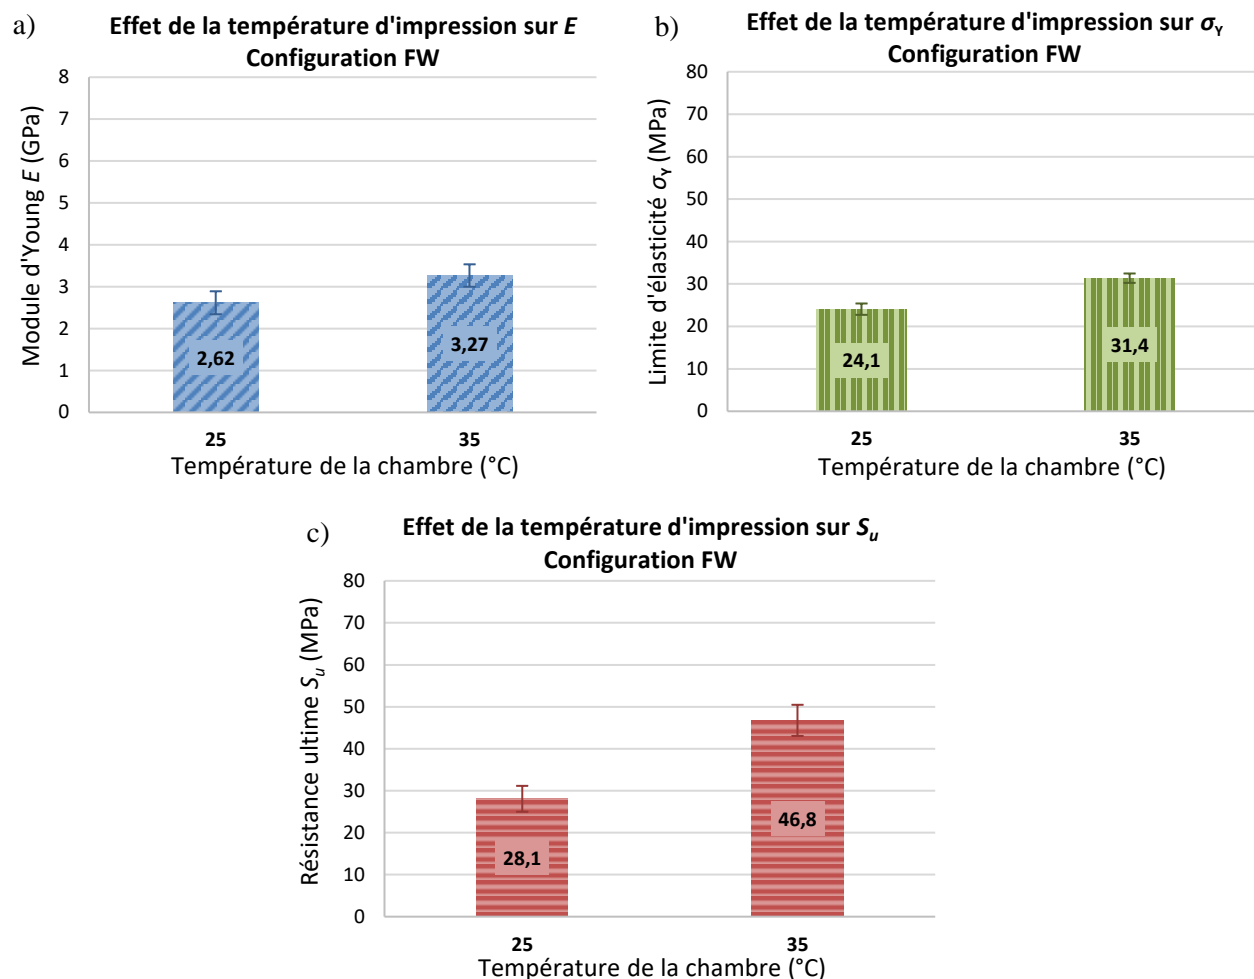 a)
Effet de la température d'impression sur E
Configuration FW
Module d'Young E (GPa)
8
7
6
5
4
3
2
1
0
2,62
3,27
25
35
Température de la chambre (°C)
b)
Effet de la température d'impression sur σY
Configuration FW
Limite d'élasticité σY (MPa)
80
70
60
50
40
30
20
10
0
24,1
31,4
25
35
Température de la chambre (°C)
c)
Effet de la température d'impression sur Su
Configuration FW
Résistance ultime Su (MPa)
80
70
60
50
40
30
20
10
0
28,1
46,8
25
35
Température de la chambre (°C)